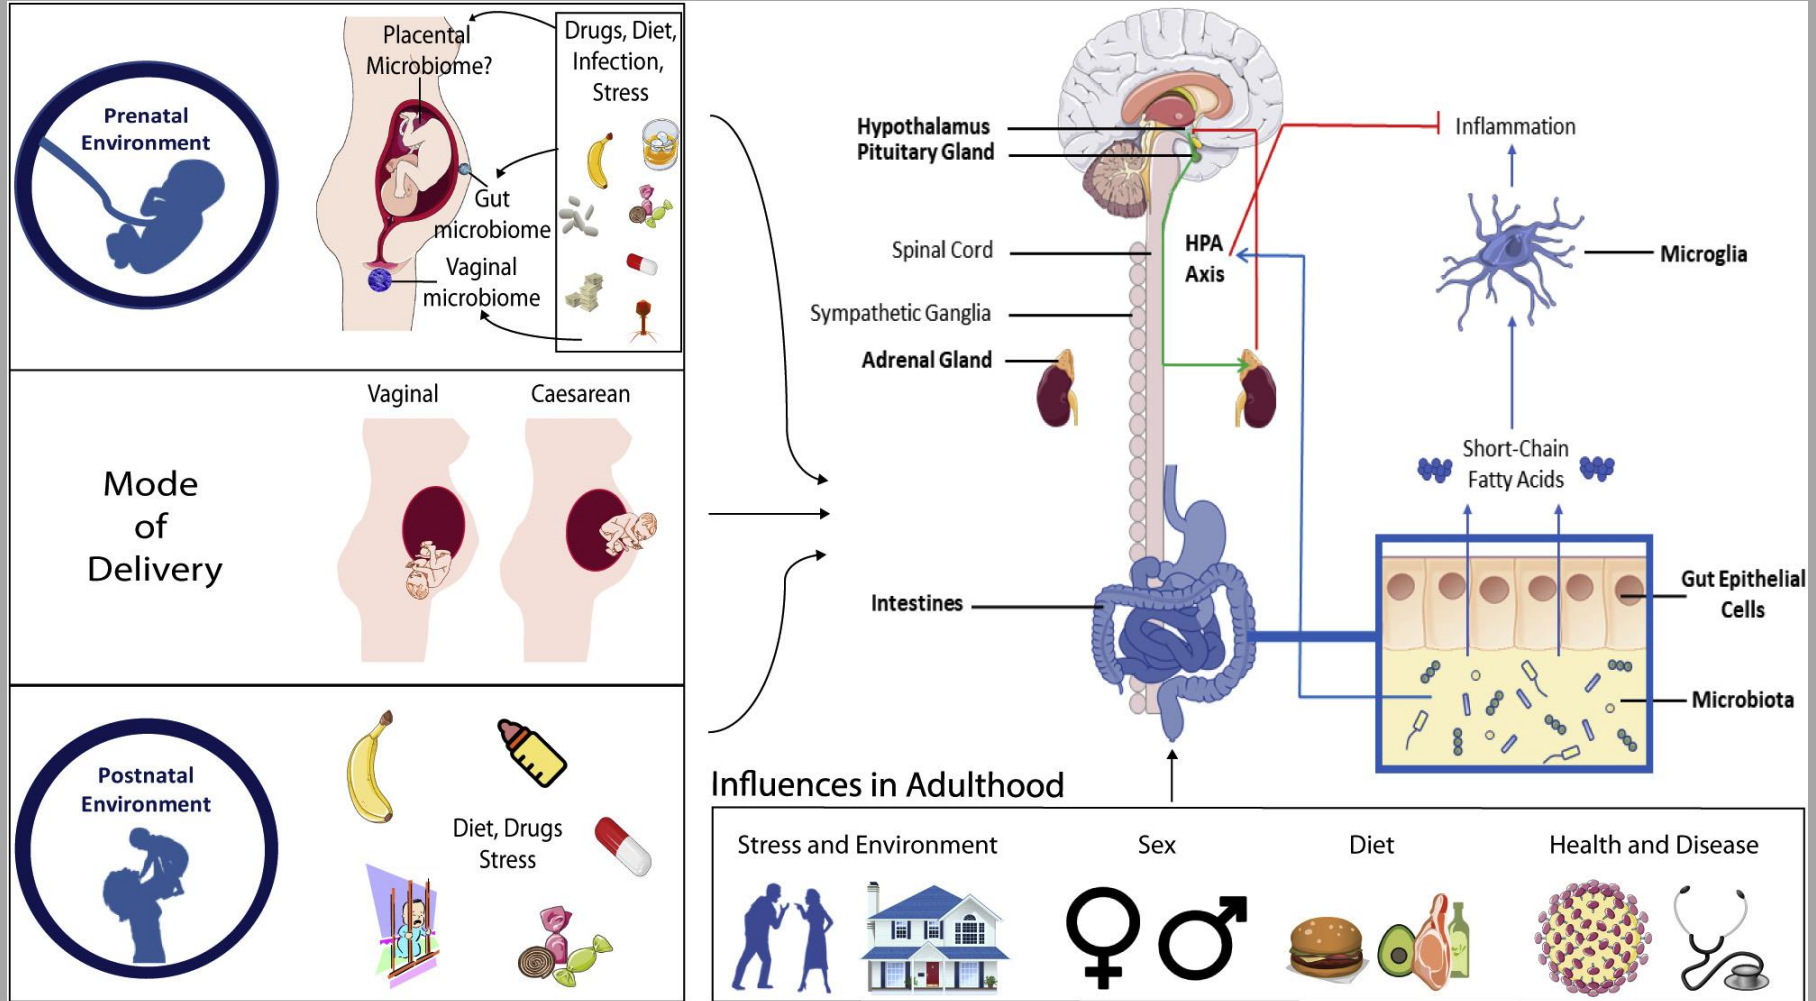 Prenatal
Environment
Placental
Microbiome?
Gut
microbiome
Vaginal
microbiome
Drugs, Diet,
Infection,
Stress
Mode
of
Delivery
Vaginal
Caesarean
Postnatal
Environment
Diet, Drugs
Stress
Hypothalamus
Pituitary Gland
Spinal Cord
Sympathetic Ganglia
Adrenal Gland
HPA
Axis
Intestines
Inflammation
Microglia
Short-Chain
Fatty Acids
Gut Epithelial
Cells
Microbiota
Influences in Adulthood
Stress and Environment
Sex
Diet
Health and Disease